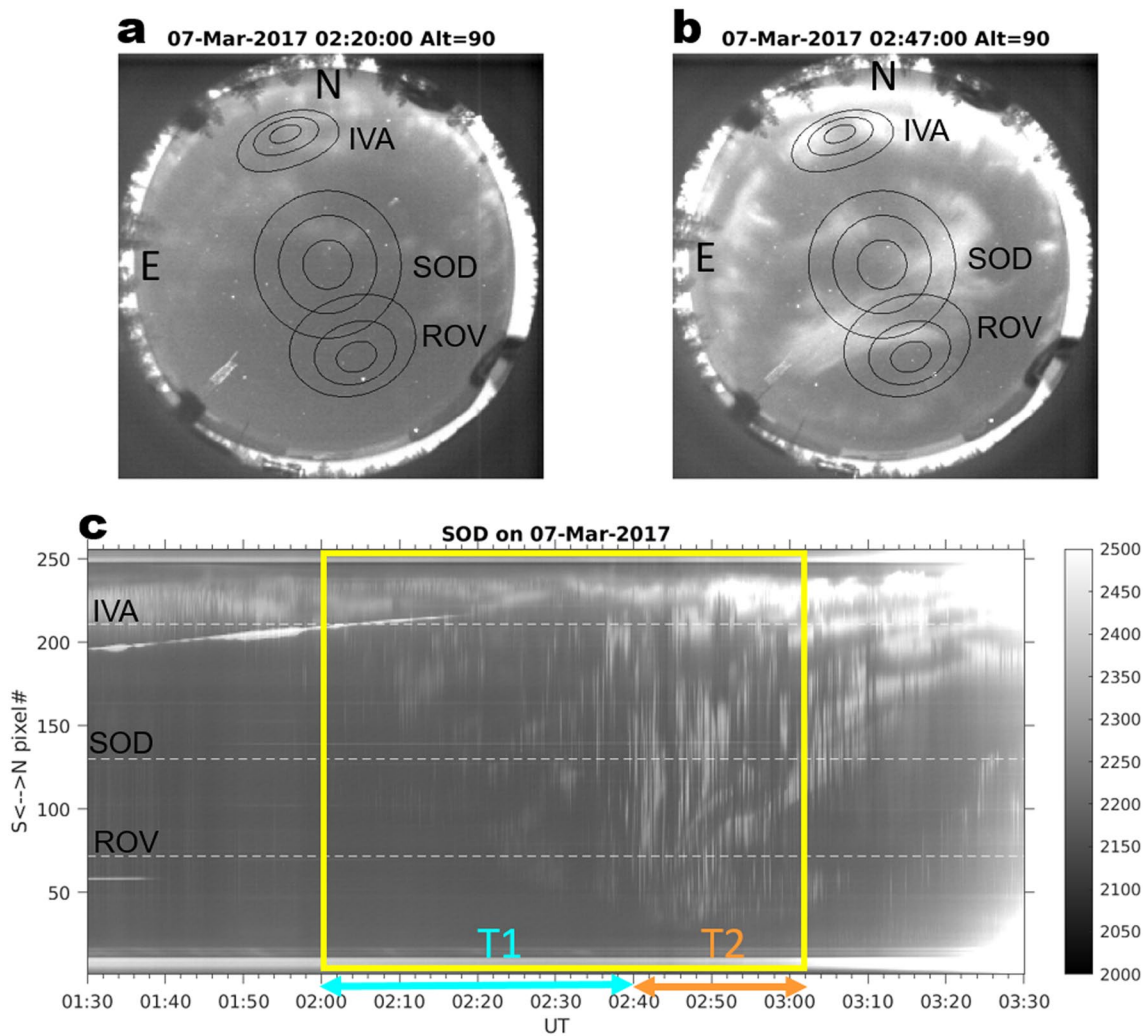 a
07-Mar-2017 02:20:00 Alt=90
N
IVA
E
SOD
ROV
b
07-Mar-2017 02:47:00 Alt=90
N
IVA
E
SOD
ROV
c
SOD on 07-Mar-2017
250
200
150
100
50
S<-->N pixel#
IVA
SOD
ROV
T1
T2
01:30 01:40 01:50 02:00 02:10 02:20 02:30 02:40 02:50 03:00 03:10 03:20 03:30
UT
2500
2450
2400
2350
2300
2250
2200
2150
2100
2050
2000